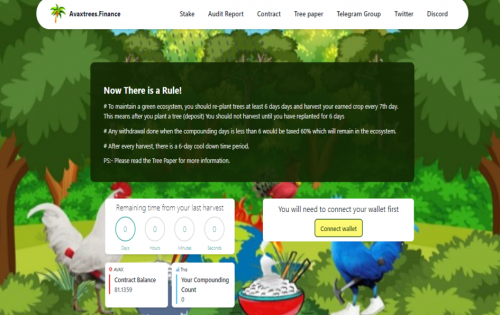 Avaxtrees.Finance
Stake Audit Report Contract Tree paper Telegram Group Twitter Discord
Now There is a Rule!
# To maintain a green ecosystem, you should re-plant trees at least 6 days days and harvest your earned crop every 7th day.
This means after you plant a tree (deposit) You should not harvest until you have replanted for 6 days
# Any withdrawal done when the compounding days is less than 6 would be taxed 60% which will remain in the ecosystem.
# After every harvest, there is a 6-day cool down time period.
PS:- Please read the Tree Paper for more information.
Remaining time from your last harvest
0 0 0 0
Days Hours Minutes Seconds
You will need to connect your wallet first
Connect wallet
AVAX
Contract Balance
81.1359
Your Compounding
Count
0